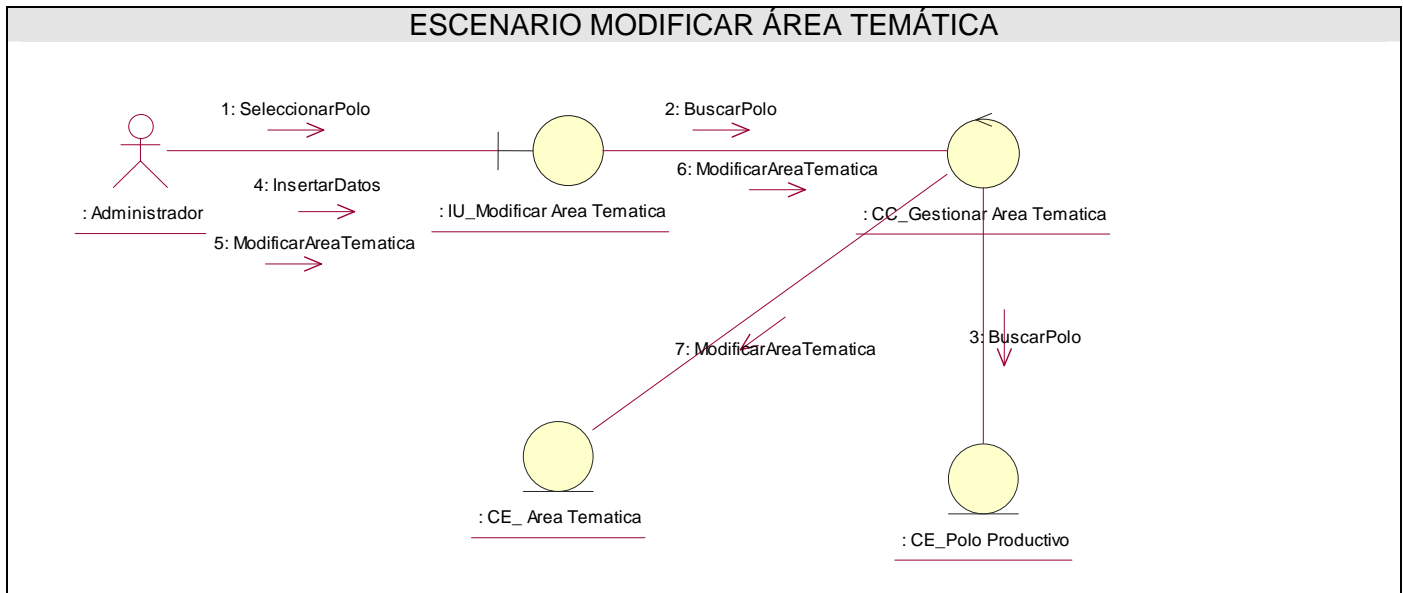 ESCENARIO MODIFICAR ÁREA TEMÁTICA
1: SeleccionarPolo
2: BuscarPolo
6: ModificarAreaTematica
4: InsertarDatos
: Administrador
: IU_Modificar Area Tematica
: CC_Gestionar Area Tematica
5: ModificarAreaTematica
7: ModificarAreaTematica
3: BuscarPolo
: CE_ Area Tematica
: CE_Polo Productivo